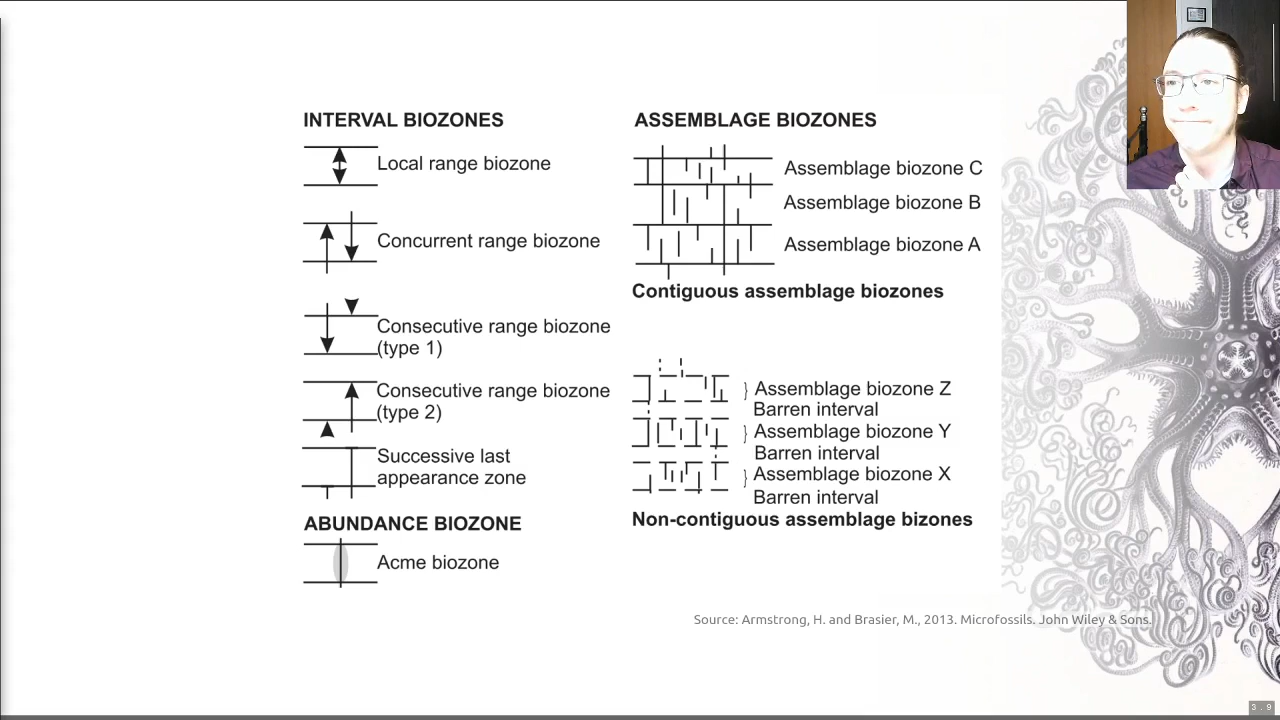 INTERVAL BIOZONES
Local range biozone
Concurrent range biozone
Consecutive range biozone
(type 1)
Consecutive range biozone
(type 2)
Successive last
appearance zone
ABUNDANCE BIOZONE
Acme biozone
ASSEMBLAGE BIOZONES
Assemblage biozone C
Assemblage biozone B
Assemblage biozone A
Contiguous assemblage biozones
} Assemblage biozone Z
Barren interval
} Assemblage biozone Y
Barren interval
} Assemblage biozone X
Barren interval
Non-contiguous assemblage bizones
Source: Armstrong, H. and Brasier, M., 2013. Microfossils. John Wiley & Sons.
3.9